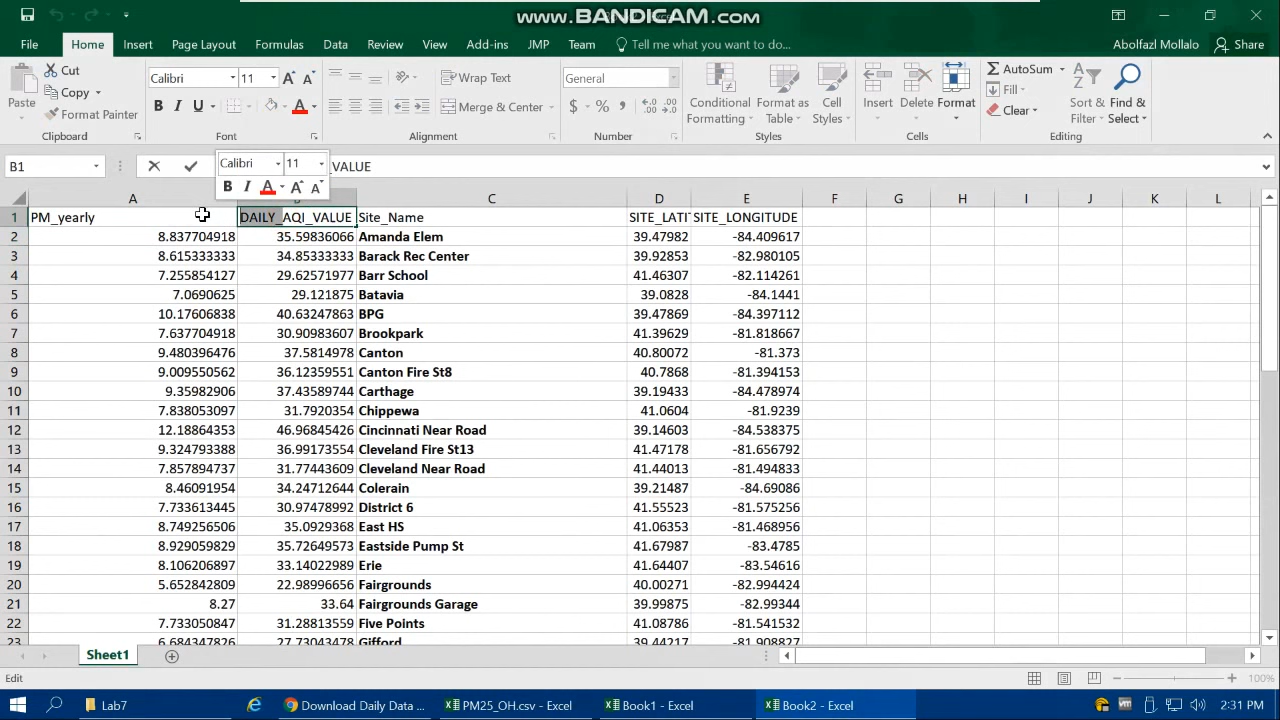 www.BANDICAM.com
File Home Insert Page Layout Formulas Data Review View Add-ins JMP Team Tell me what you want to do... Abolfazl Mollalo Share
Paste Cut Copy Format Painter
Calibri 11 B I U A
Wrap Text Merge & Center
General $ % ,
Conditional Formatting Format as Table Cell Styles
Insert Delete Format
AutoSum Fill Clear Sort & Filter Find & Select
Clipboard Font Alignment Number Styles Cells Editing
B1 _VALUE
Calibri 11
B I A A A
A C D E F G H I J K L
1 PM_yearly DAILY_AQI_VALUE Site_Name SITE_LATI SITE_LONGITUDE
2 8.837704918 35.59836066 Amanda Elem 39.47982 -84.409617
3 8.615333333 34.85333333 Barack Rec Center 39.92853 -82.980105
4 7.255854127 29.62571977 Barr School 41.46307 -82.114261
5 7.0690625 29.121875 Batavia 39.0828 -84.1441
6 10.17606838 40.63247863 BPG 39.47869 -84.397112
7 7.637704918 30.90983607 Brookpark 41.39629 -81.818667
8 9.480396476 37.5814978 Canton 40.80072 -81.373
9 9.009550562 36.12359551 Canton Fire St8 40.7868 -81.394153
10 9.35982906 37.43589744 Carthage 39.19433 -84.478974
11 7.838053097 31.7920354 Chippewa 41.0604 -81.9239
12 12.18864353 46.96845426 Cincinnati Near Road 39.14603 -84.538375
13 9.324793388 36.99173554 Cleveland Fire St13 41.47178 -81.656792
14 7.857894737 31.77443609 Cleveland Near Road 41.44013 -81.494833
15 8.46091954 34.24712644 Colerain 39.21487 -84.69086
16 7.733613445 30.97478992 District 6 41.55523 -81.575256
17 8.749256506 35.0929368 East HS 41.06353 -81.468956
18 8.929059829 35.72649573 Eastside Pump St 41.67987 -83.4785
19 8.106206897 33.14022989 Erie 41.64407 -83.54616
20 5.652842809 22.98996656 Fairgrounds 40.00271 -82.994424
21 8.27 33.64 Fairgrounds Garage 39.99875 -82.99344
22 7.733050847 31.28813559 Five Points 41.08786 -81.541532
23 6.684347826 27.73043478 Gifford 39.44217 -81.908827
Sheet1
Edit 100%
Lab7 Download Daily Data ... PM25_OH.csv - Excel Book1 - Excel Book2 - Excel 2:31 PM